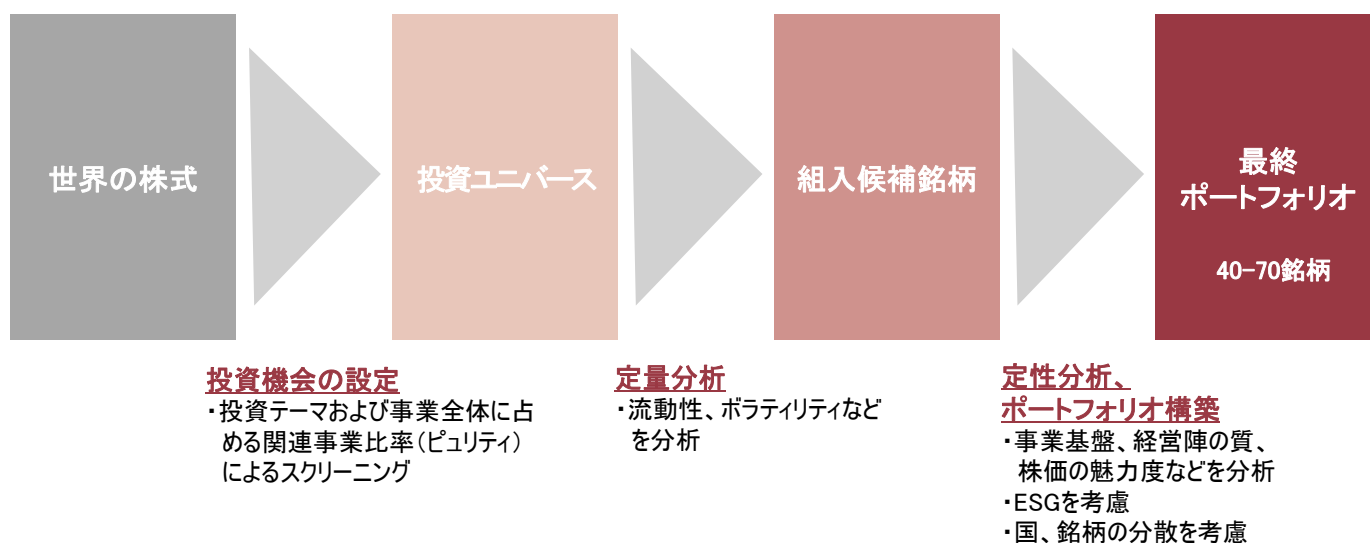 世界の株式
投資ユニバース
組入候補銘柄
最終
ポートフォリオ
40-70銘柄
投資機会の設定
・投資テーマおよび事業全体に占
める関連事業比率（ピュリティ）
によるスクリーニング
定量分析
・流動性、ボラティリティなど
を分析
定性分析、
ポートフォリオ構築
・事業基盤、経営陣の質、
株価の魅力度などを分析
・ESGを考慮
・国、銘柄の分散を考慮